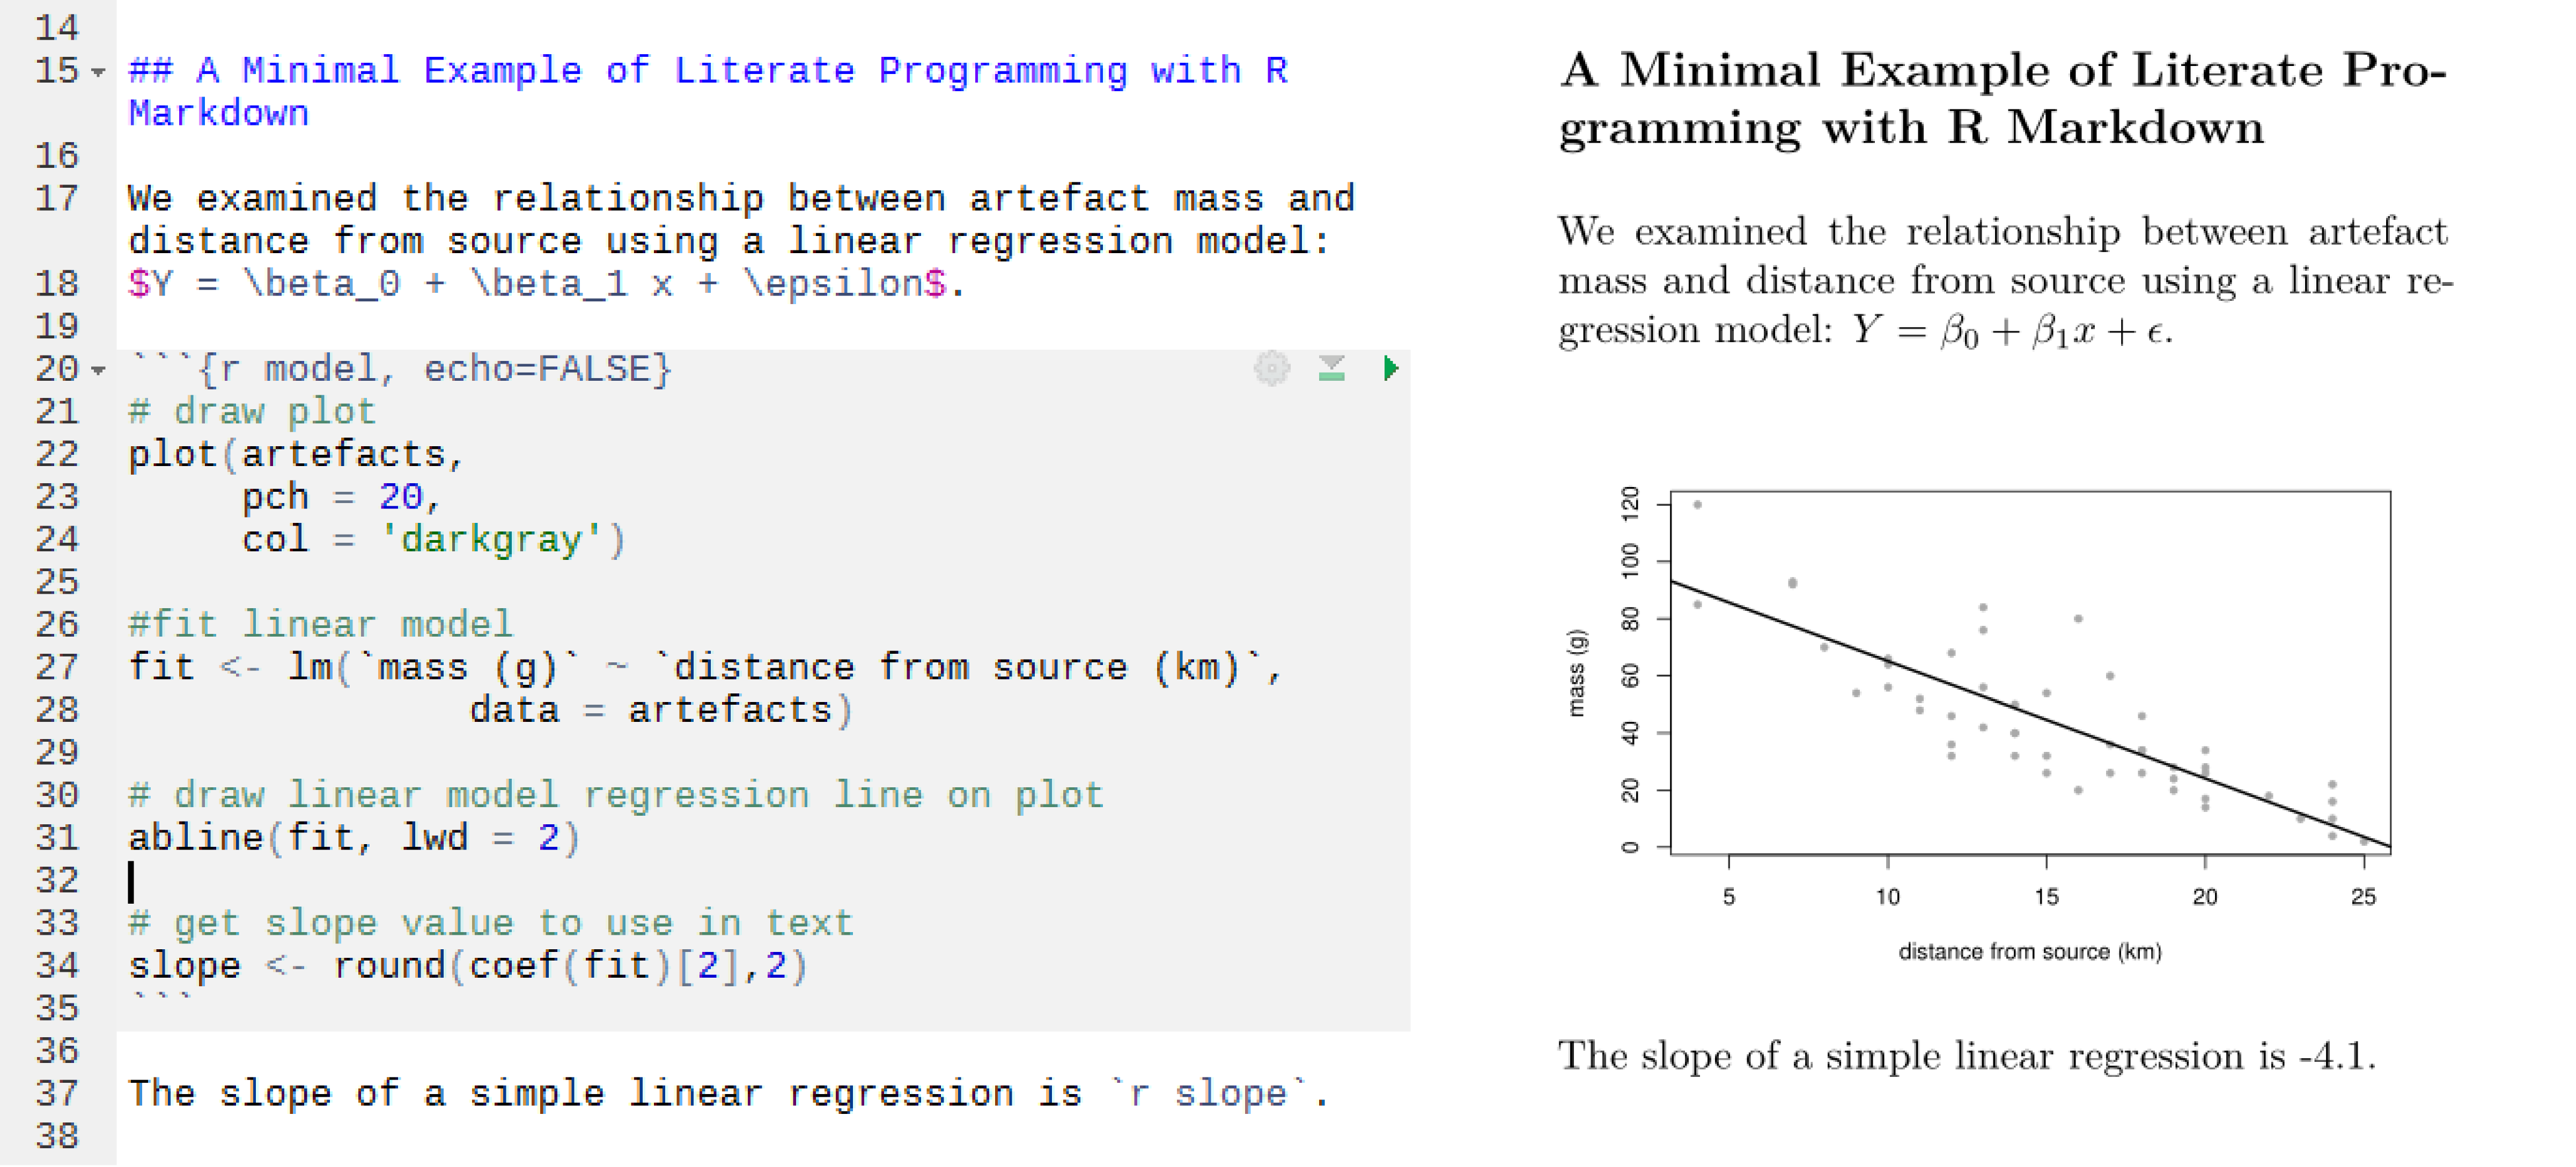 14
15 ## A Minimal Example of Literate Programming with R
Markdown
16
17 We examined the relationship between artefact mass and
distance from source using a linear regression model:
18 $Y = \beta_0 + \beta_1 x + \epsilon$.
19
20 ```{r model, echo=FALSE}
21 # draw plot
22 plot(artefacts,
23 pch = 20,
24 col = 'darkgray')
25
26 #fit linear model
27 fit <- lm(`mass (g)` ~ `distance from source (km)`,
28 data = artefacts)
29
30 # draw linear model regression line on plot
31 abline(fit, lwd = 2)
32
33 # get slope value to use in text
34 slope <- round(coef(fit)[2],2)
35 ```
36
37 The slope of a simple linear regression is `r slope`.
38
A Minimal Example of Literate Pro-
gramming with R Markdown
We examined the relationship between artefact
mass and distance from source using a linear re-
gression model: Y = β₀ + β₁x + ϵ.
120
100
80
60
40
20
0
mass (g)
5 10 15 20 25
distance from source (km)
The slope of a simple linear regression is -4.1.